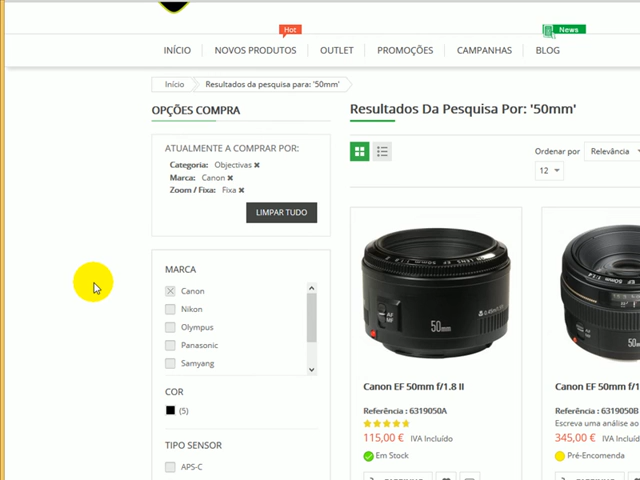 Hot
News
INÍCIO
NOVOS PRODUTOS
OUTLET
PROMOÇÕES
CAMPANHAS
BLOG
Início
Resultados da pesquisa para: '50mm'
OPÇÕES COMPRA
Resultados Da Pesquisa Por: '50mm'
ATUALMENTE A COMPRAR POR:
Categoria: Objectivas
Marca: Canon
Zoom / Fixa: Fixa
LIMPAR TUDO
Ordenar por
Relevância
12
MARCA
Canon
Nikon
Olympus
Panasonic
Samyang
COR
(5)
TIPO SENSOR
APS-C
AF
MF
50mm
Canon EF 50mm f/1.8 II
Referência : 6319050A
115,00 € IVA Incluído
Em Stock
Canon EF 50mm f/1
Referência : 6319050B
Escreva uma análise ao
345,00 € IVA Incluído
Pré-Encomenda